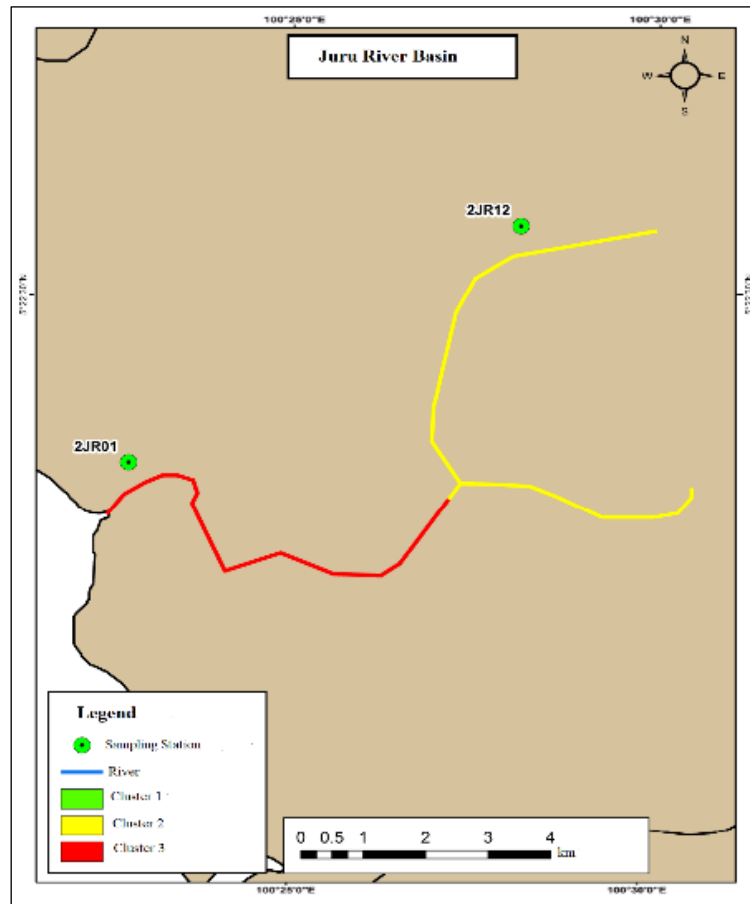 100°25'0"E 100°30'0"E
Juru River Basin
N
W E
S
2JR12
2JR01
Legend
Sampling Station
River
Cluster 1
Cluster 2
Cluster 3
0 0.5 1 2 3 4
km
100°25'0"E 100°30'0"E